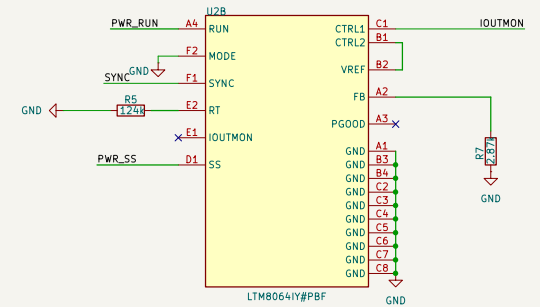 U2B
PWR_RUN A4 RUN CTRL1 C1 IOUTMON
CTRL2 B1
F2 MODE
GND
VREF B2
SYNC F1 SYNC
R5 FB A2
GND 124k E2 RT
PGOOD A3
E1 IOUTMON
R7 2.87k
GND A1
PWR_SS D1 SS GND B3
GND B4
GND
GND C2
GND C3
GND C4
GND C5
GND C6
GND C7
GND C8
LTM8064IY#PBF
GND